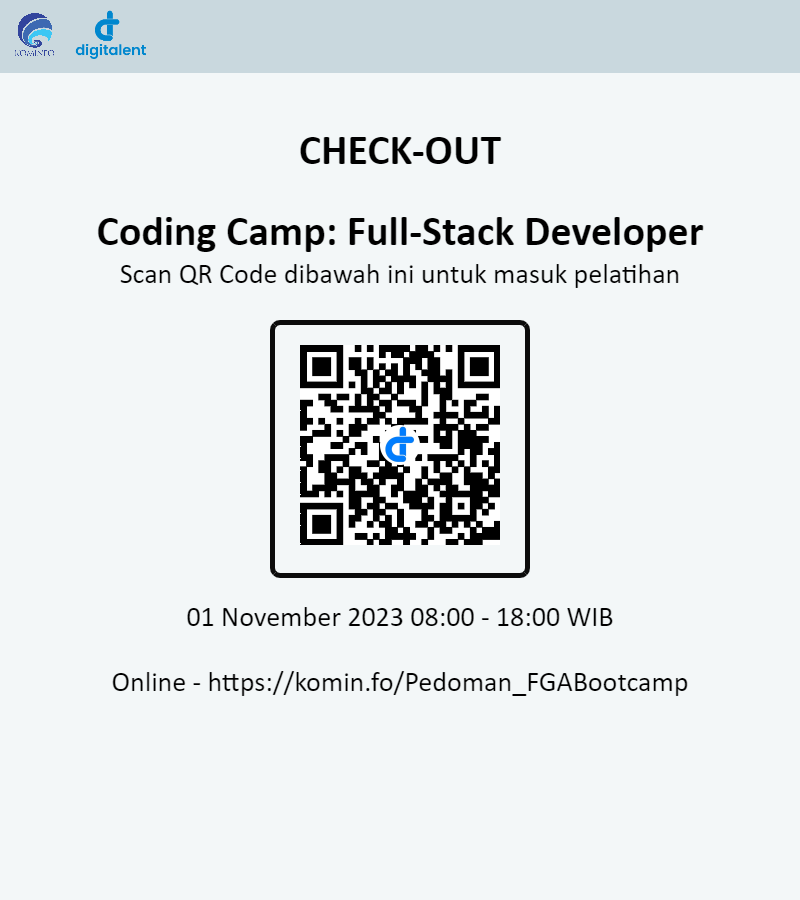 KOMINFO
digitalent
CHECK-OUT
Coding Camp: Full-Stack Developer
Scan QR Code dibawah ini untuk masuk pelatihan
01 November 2023 08:00 - 18:00 WIB
Online - https://komin.fo/Pedoman_FGABootcamp